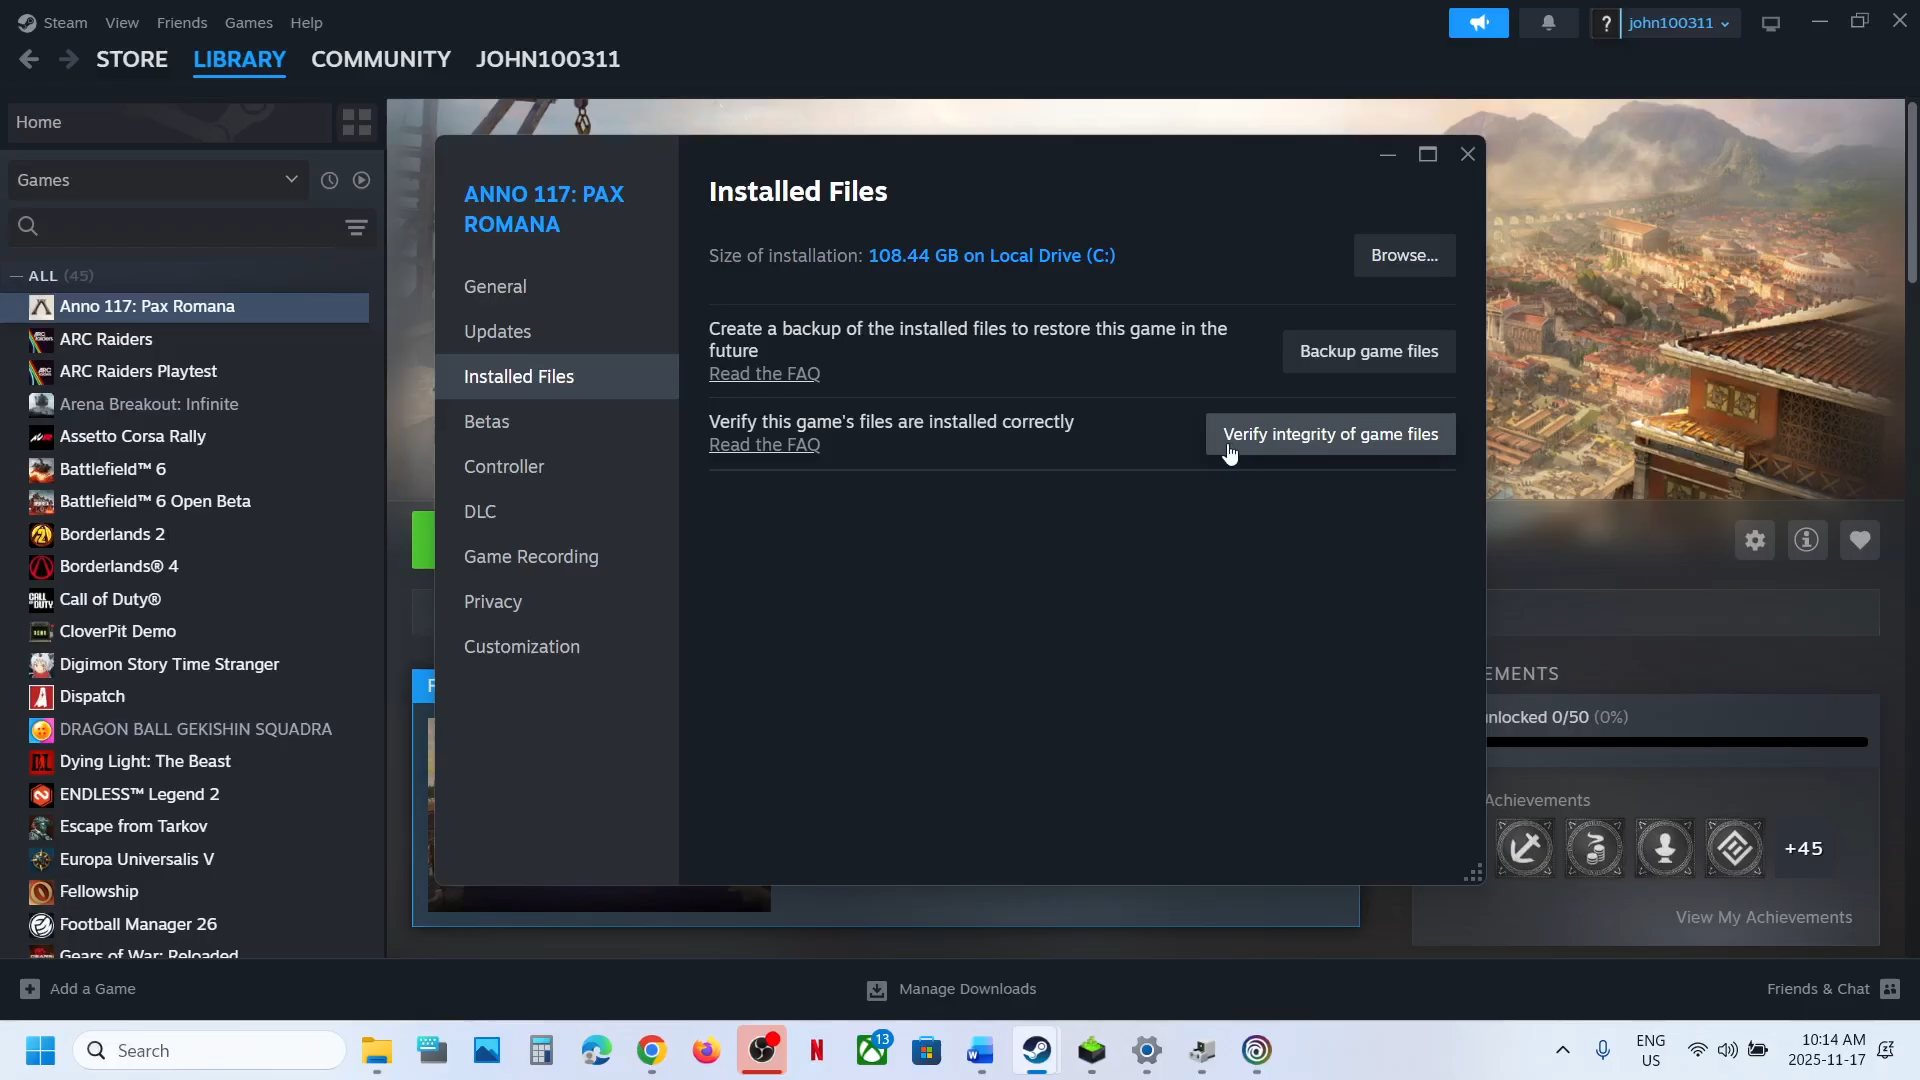 Steam View Friends Games Help
? john100311
STORE LIBRARY COMMUNITY JOHN100311
Home
Games
— ALL (45)
Anno 117: Pax Romana
ARC Raiders
ARC Raiders Playtest
Arena Breakout: Infinite
Assetto Corsa Rally
Battlefield™ 6
Battlefield™ 6 Open Beta
Borderlands 2
Borderlands® 4
Call of Duty®
CloverPit Demo
Digimon Story Time Stranger
Dispatch
DRAGON BALL GEKISHIN SQUADRA
Dying Light: The Beast
ENDLESS™ Legend 2
Escape from Tarkov
Europa Universalis V
Fellowship
Football Manager 26
Gears of War: Reloaded
ANNO 117: PAX
ROMANA
General
Updates
Installed Files
Betas
Controller
DLC
Game Recording
Privacy
Customization
Installed Files
Size of installation: 108.44 GB on Local Drive (C:)
Browse...
Create a backup of the installed files to restore this game in the
future
Read the FAQ
Backup game files
Verify this game's files are installed correctly
Read the FAQ
Verify integrity of game files
F
EMENTS
nlocked 0/50 (0%)
Achievements
+45
View My Achievements
Add a Game
Manage Downloads
Friends & Chat
Search
13
ENG
US
10:14 AM
2025-11-17